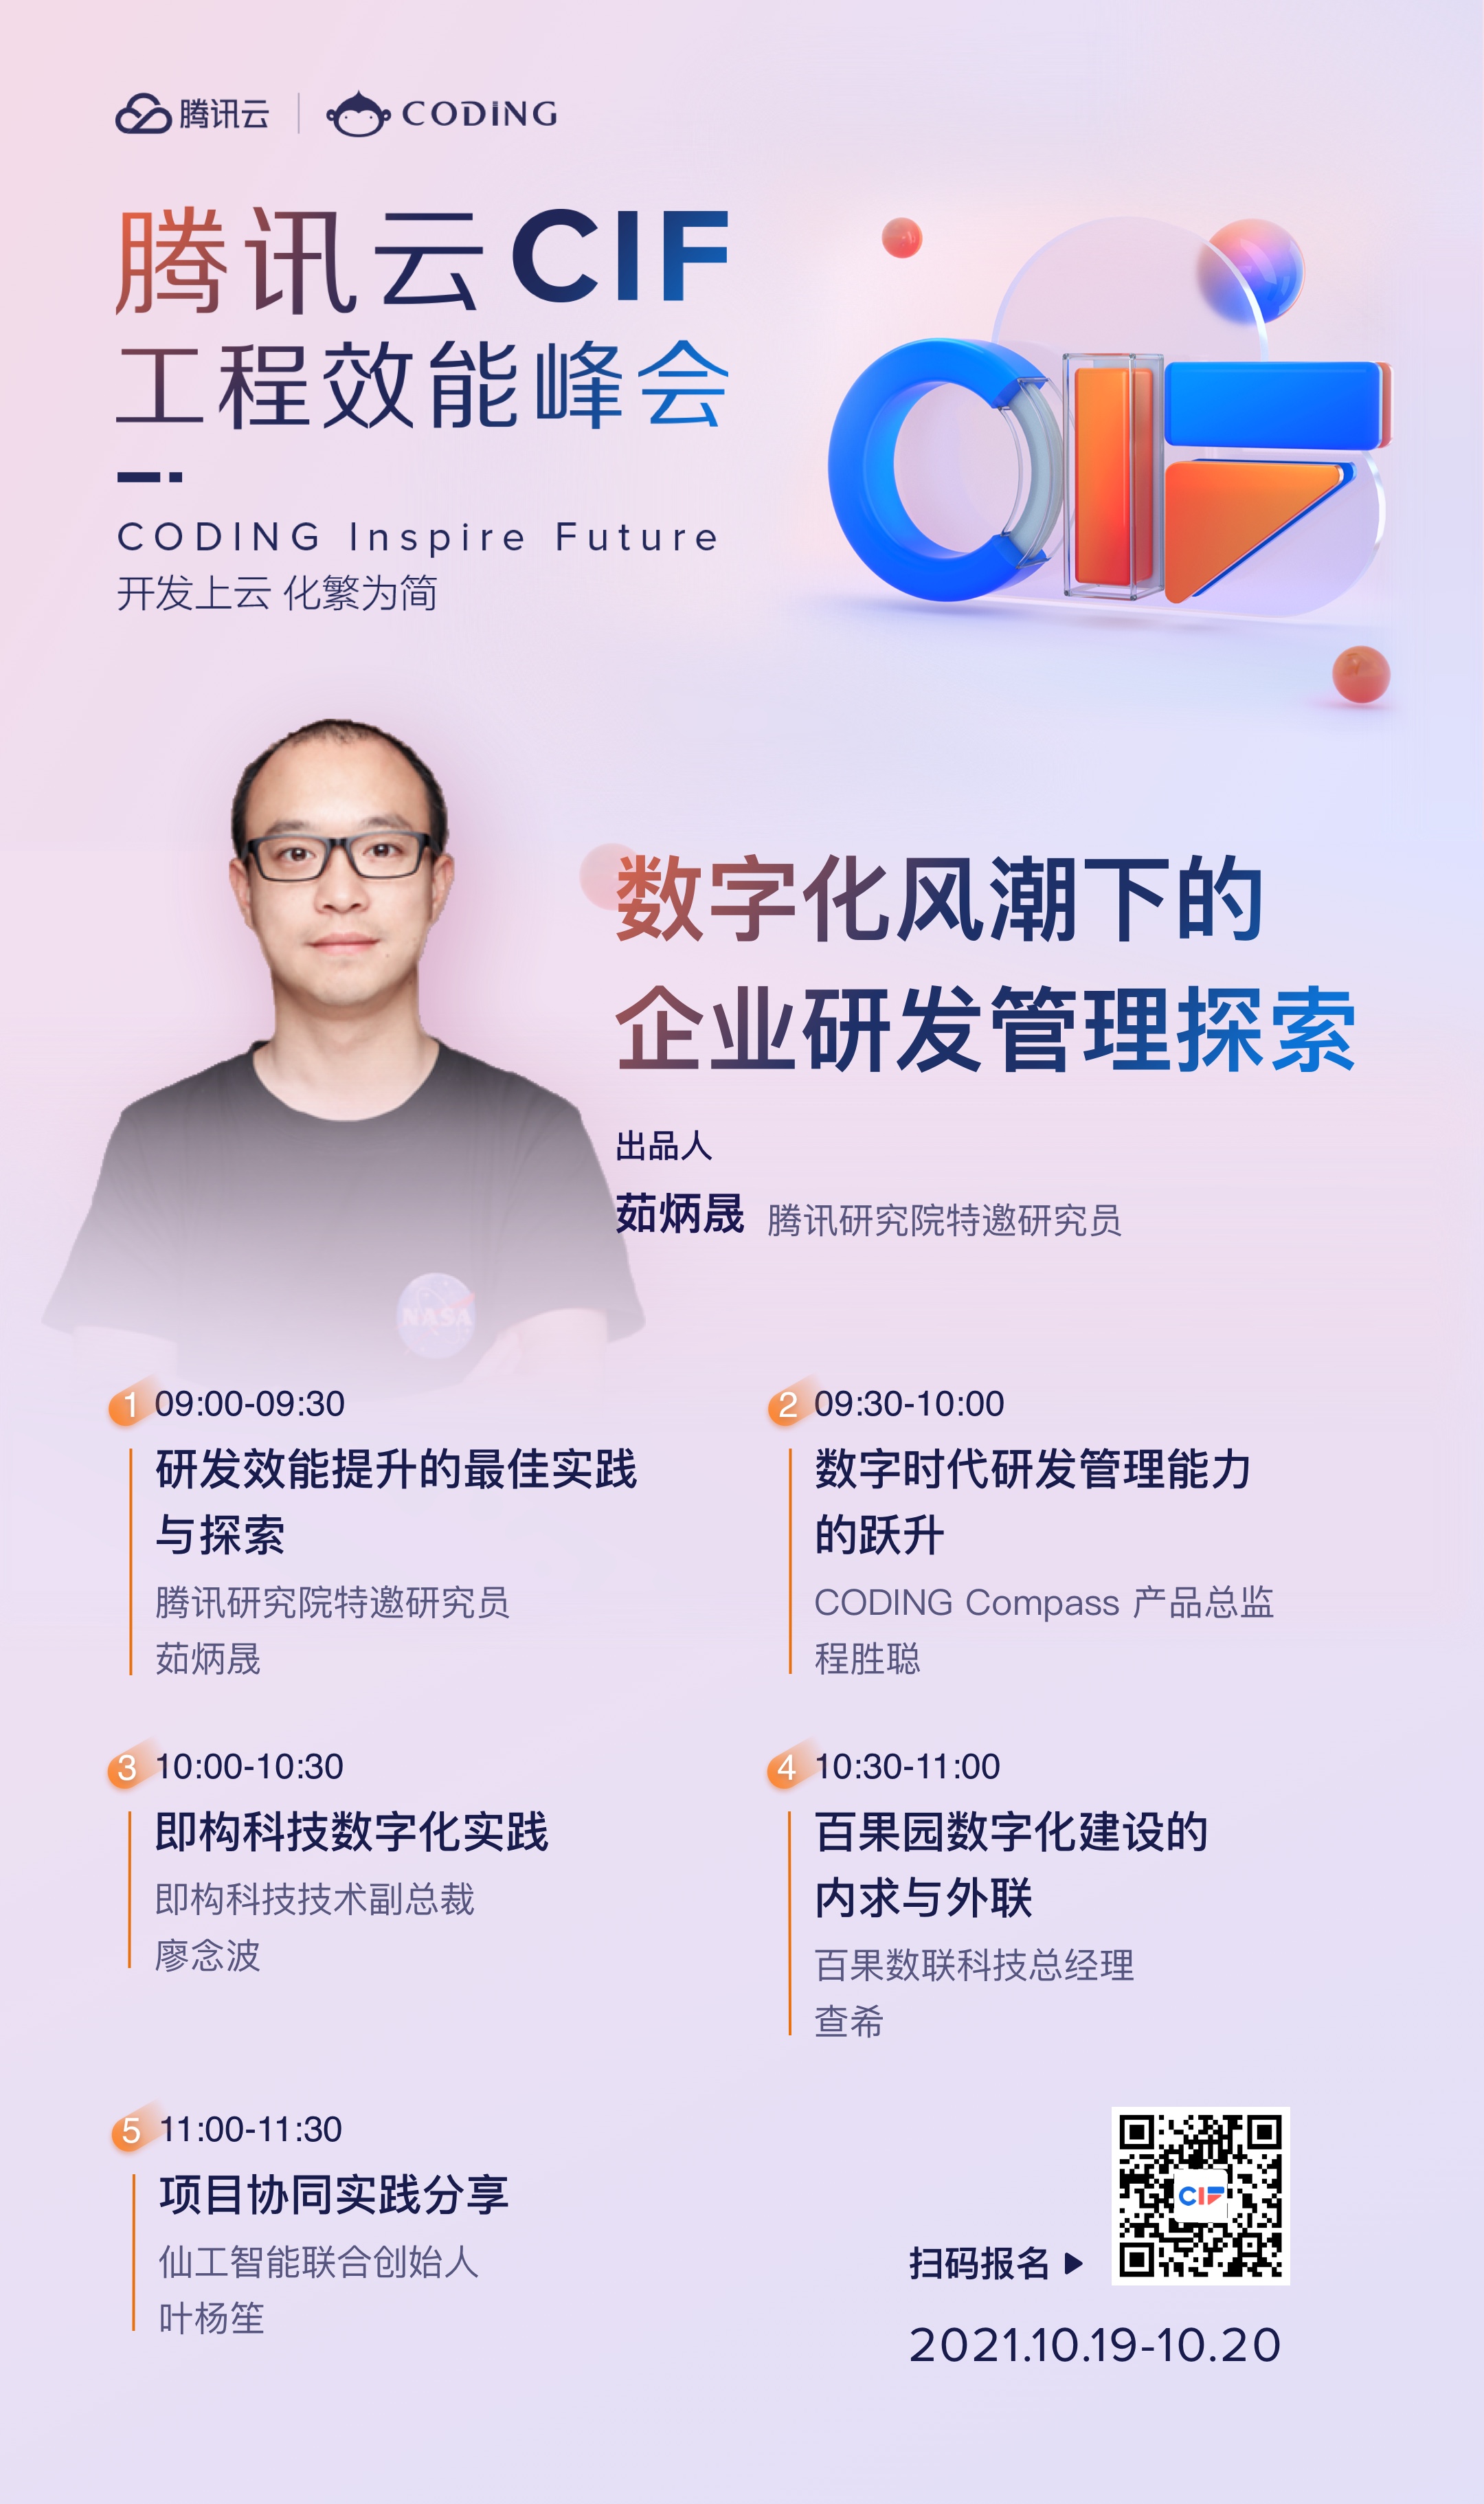 腾讯云 CODING
腾讯云CIF
工程效能峰会
CODING Inspire Future
开发上云 化繁为简
CIF
数字化风潮下的
企业研发管理探索
出品人
茹炳晟 腾讯研究院特邀研究员
NASA
1 09:00-09:30
研发效能提升的最佳实践
与探索
腾讯研究院特邀研究员
茹炳晟
2 09:30-10:00
数字时代研发管理能力
的跃升
CODING Compass 产品总监
程胜聪
3 10:00-10:30
即构科技数字化实践
即构科技技术副总裁
廖念波
4 10:30-11:00
百果园数字化建设的
内求与外联
百果数联科技总经理
查希
5 11:00-11:30
项目协同实践分享
仙工智能联合创始人
叶杨笙
CIF
扫码报名
2021.10.19-10.20